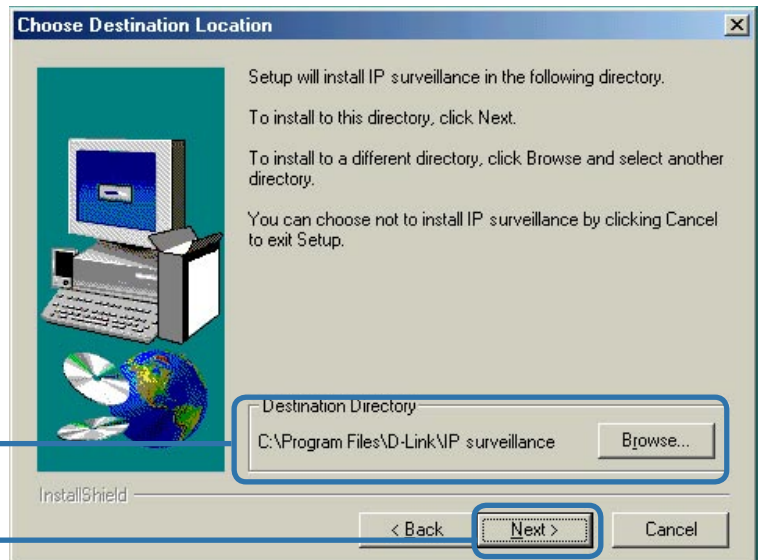 Choose Destination Location
Setup will install IP surveillance in the following directory.
To install to this directory, click Next.
To install to a different directory, click Browse and select another
directory.
You can choose not to install IP surveillance by clicking Cancel
to exit Setup.
Destination Directory
C:\Program Files\D-Link\IP surveillance
Browse...
InstallShield
< Back
Next >
Cancel